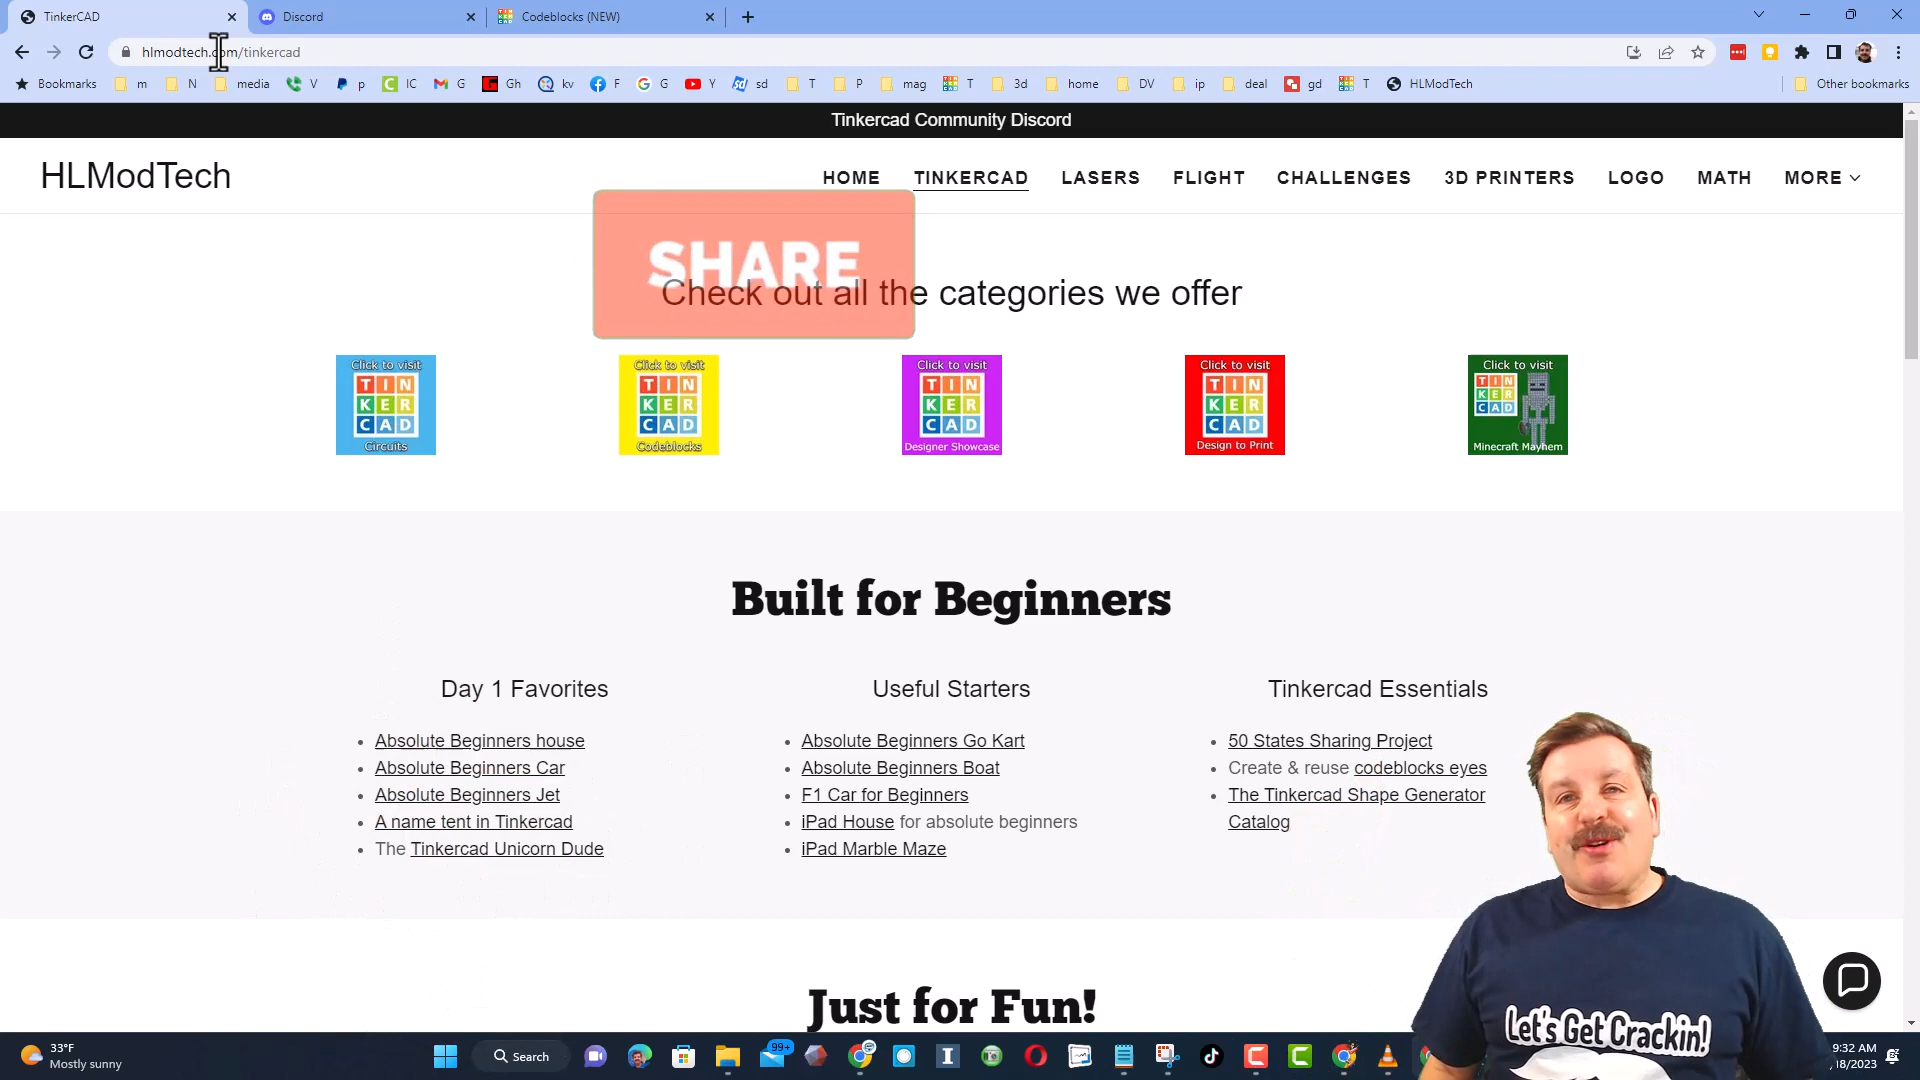 TinkerCAD
Discord
Codeblocks (NEW)
hlmodtech.com/tinkercad
Bookmarks m N media V p IC G Gh kv F G Y sd T P mag T 3d home DV ip deal gd T HLModTech Other bookmarks
Tinkercad Community Discord
HLModTech
HOME TINKERCAD LASERS FLIGHT CHALLENGES 3D PRINTERS LOGO MATH MORE
SHARE
Check out all the categories we offer
Click to visit
TIN
KER
CAD
Circuits
Click to visit
TIN
KER
CAD
Codeblocks
Click to visit
TIN
KER
CAD
Designer Showcase
Click to visit
TIN
KER
CAD
Design to Print
Click to visit
TIN
KER
CAD
Minecraft Mayhem
Built for Beginners
Day 1 Favorites
Absolute Beginners house
Absolute Beginners Car
Absolute Beginners Jet
A name tent in Tinkercad
The Tinkercad Unicorn Dude
Useful Starters
Absolute Beginners Go Kart
Absolute Beginners Boat
F1 Car for Beginners
iPad House for absolute beginners
iPad Marble Maze
Tinkercad Essentials
50 States Sharing Project
Create & reuse codeblocks eyes
The Tinkercad Shape Generator
Catalog
Just for Fun!
Let's Get Crackin!
33°F
Mostly sunny
Search
99+
9:32 AM
/18/2023